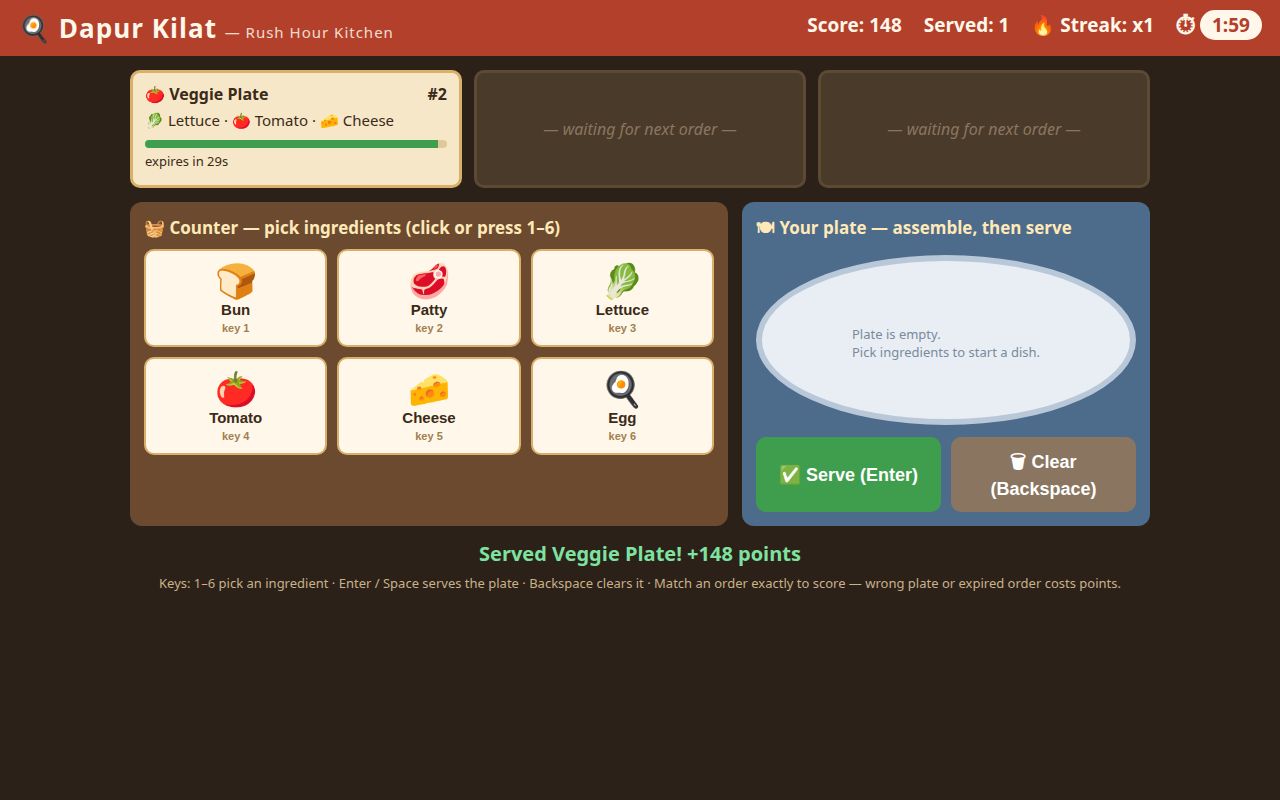 Dapur Kilat — Rush Hour Kitchen
Score: 148 Served: 1 Streak: x1 1:59
Veggie Plate #2
Lettuce · Tomato · Cheese
expires in 29s
— waiting for next order —
— waiting for next order —
Counter — pick ingredients (click or press 1–6)
Bun
key 1
Patty
key 2
Lettuce
key 3
Tomato
key 4
Cheese
key 5
Egg
key 6
Your plate — assemble, then serve
Plate is empty.
Pick ingredients to start a dish.
Serve (Enter)
Clear
(Backspace)
Served Veggie Plate! +148 points
Keys: 1–6 pick an ingredient · Enter / Space serves the plate · Backspace clears it · Match an order exactly to score — wrong plate or expired order costs points.